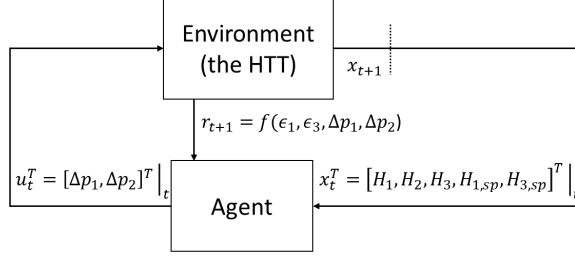 Environment
(the HTT)
x_{t+1}
r_{t+1} = f(ϵ_1, ϵ_3, Δp_1, Δp_2)
u_t^T = [Δp_1, Δp_2]^T |_t
x_t^T = [H_1, H_2, H_3, H_{1,sp}, H_{3,sp}]^T |_t
Agent